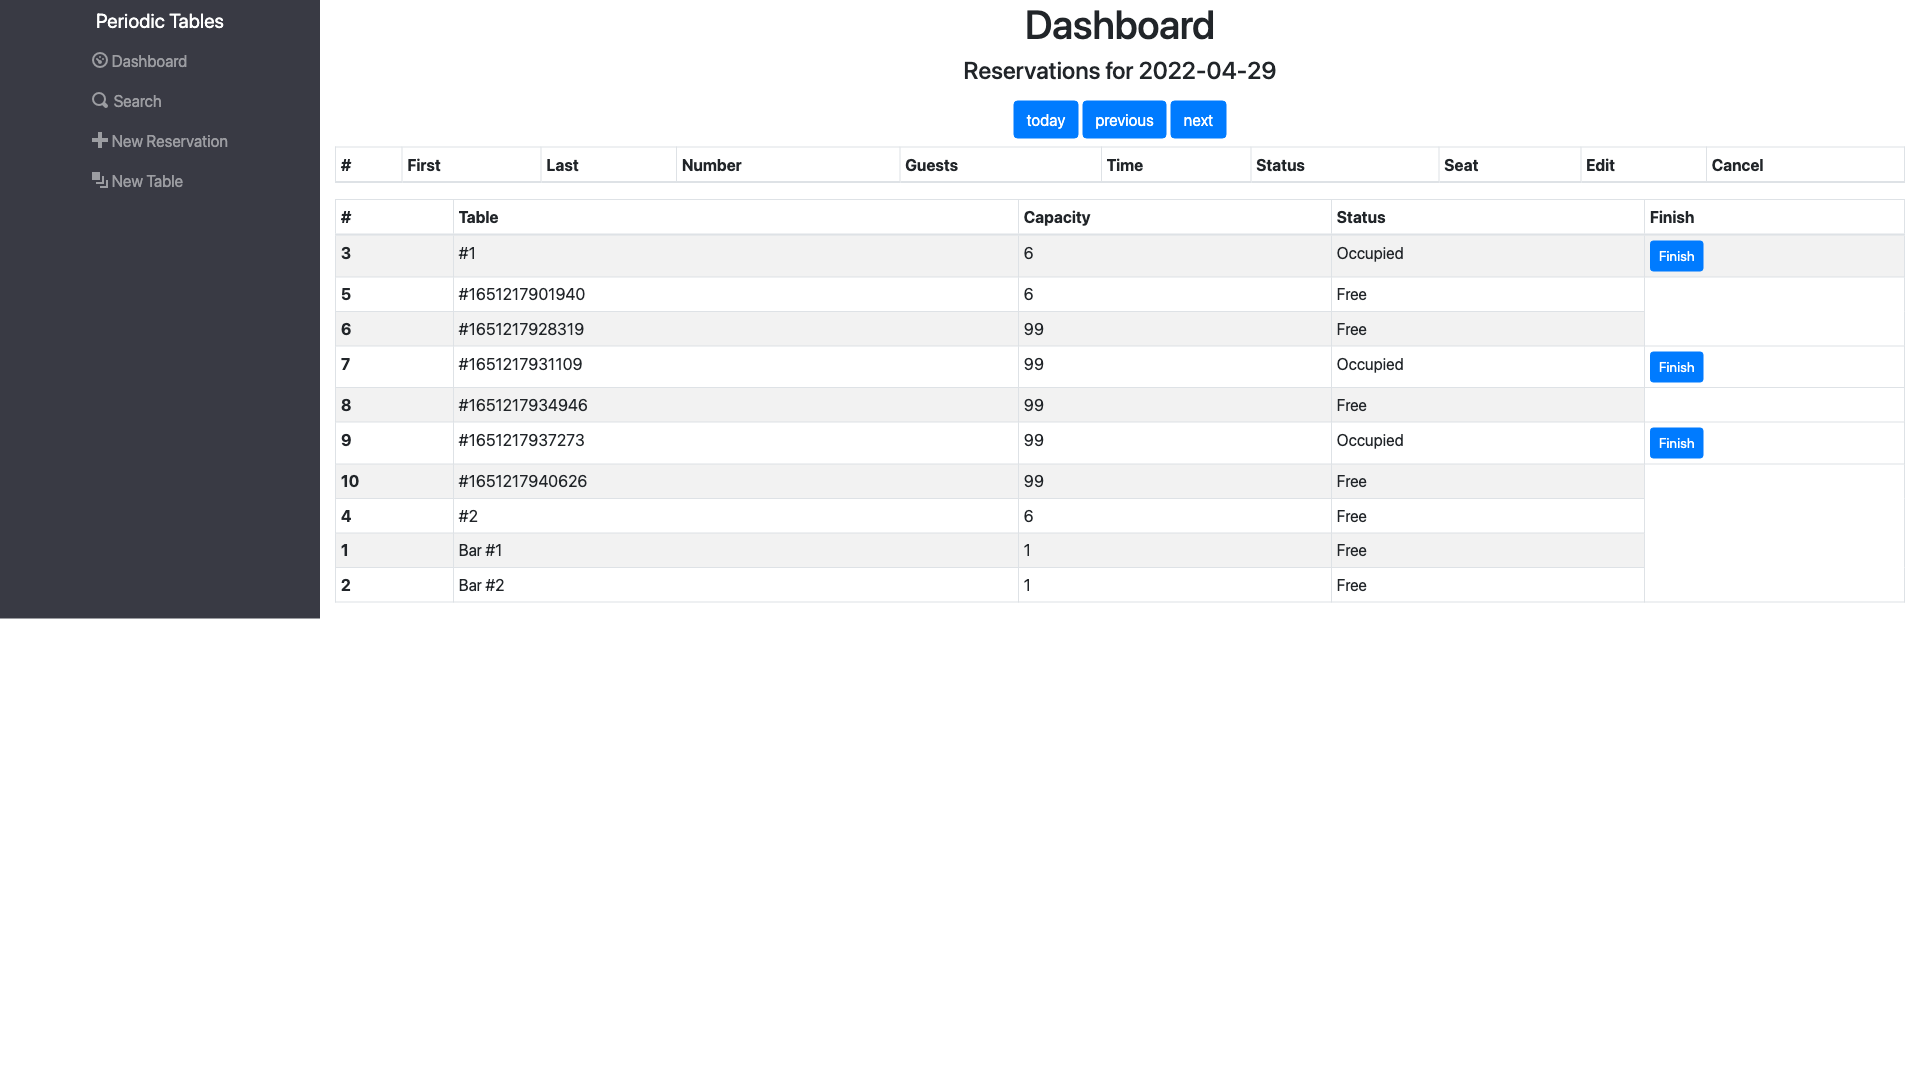 Periodic Tables
Dashboard
Search
New Reservation
New Table
Dashboard
Reservations for 2022-04-29
today previous next
# First Last Number Guests Time Status Seat Edit Cancel
# Table Capacity Status Finish
3 #1 6 Occupied Finish
5 #1651217901940 6 Free
6 #1651217928319 99 Free
7 #1651217931109 99 Occupied Finish
8 #1651217934946 99 Free
9 #1651217937273 99 Occupied Finish
10 #1651217940626 99 Free
4 #2 6 Free
1 Bar #1 1 Free
2 Bar #2 1 Free